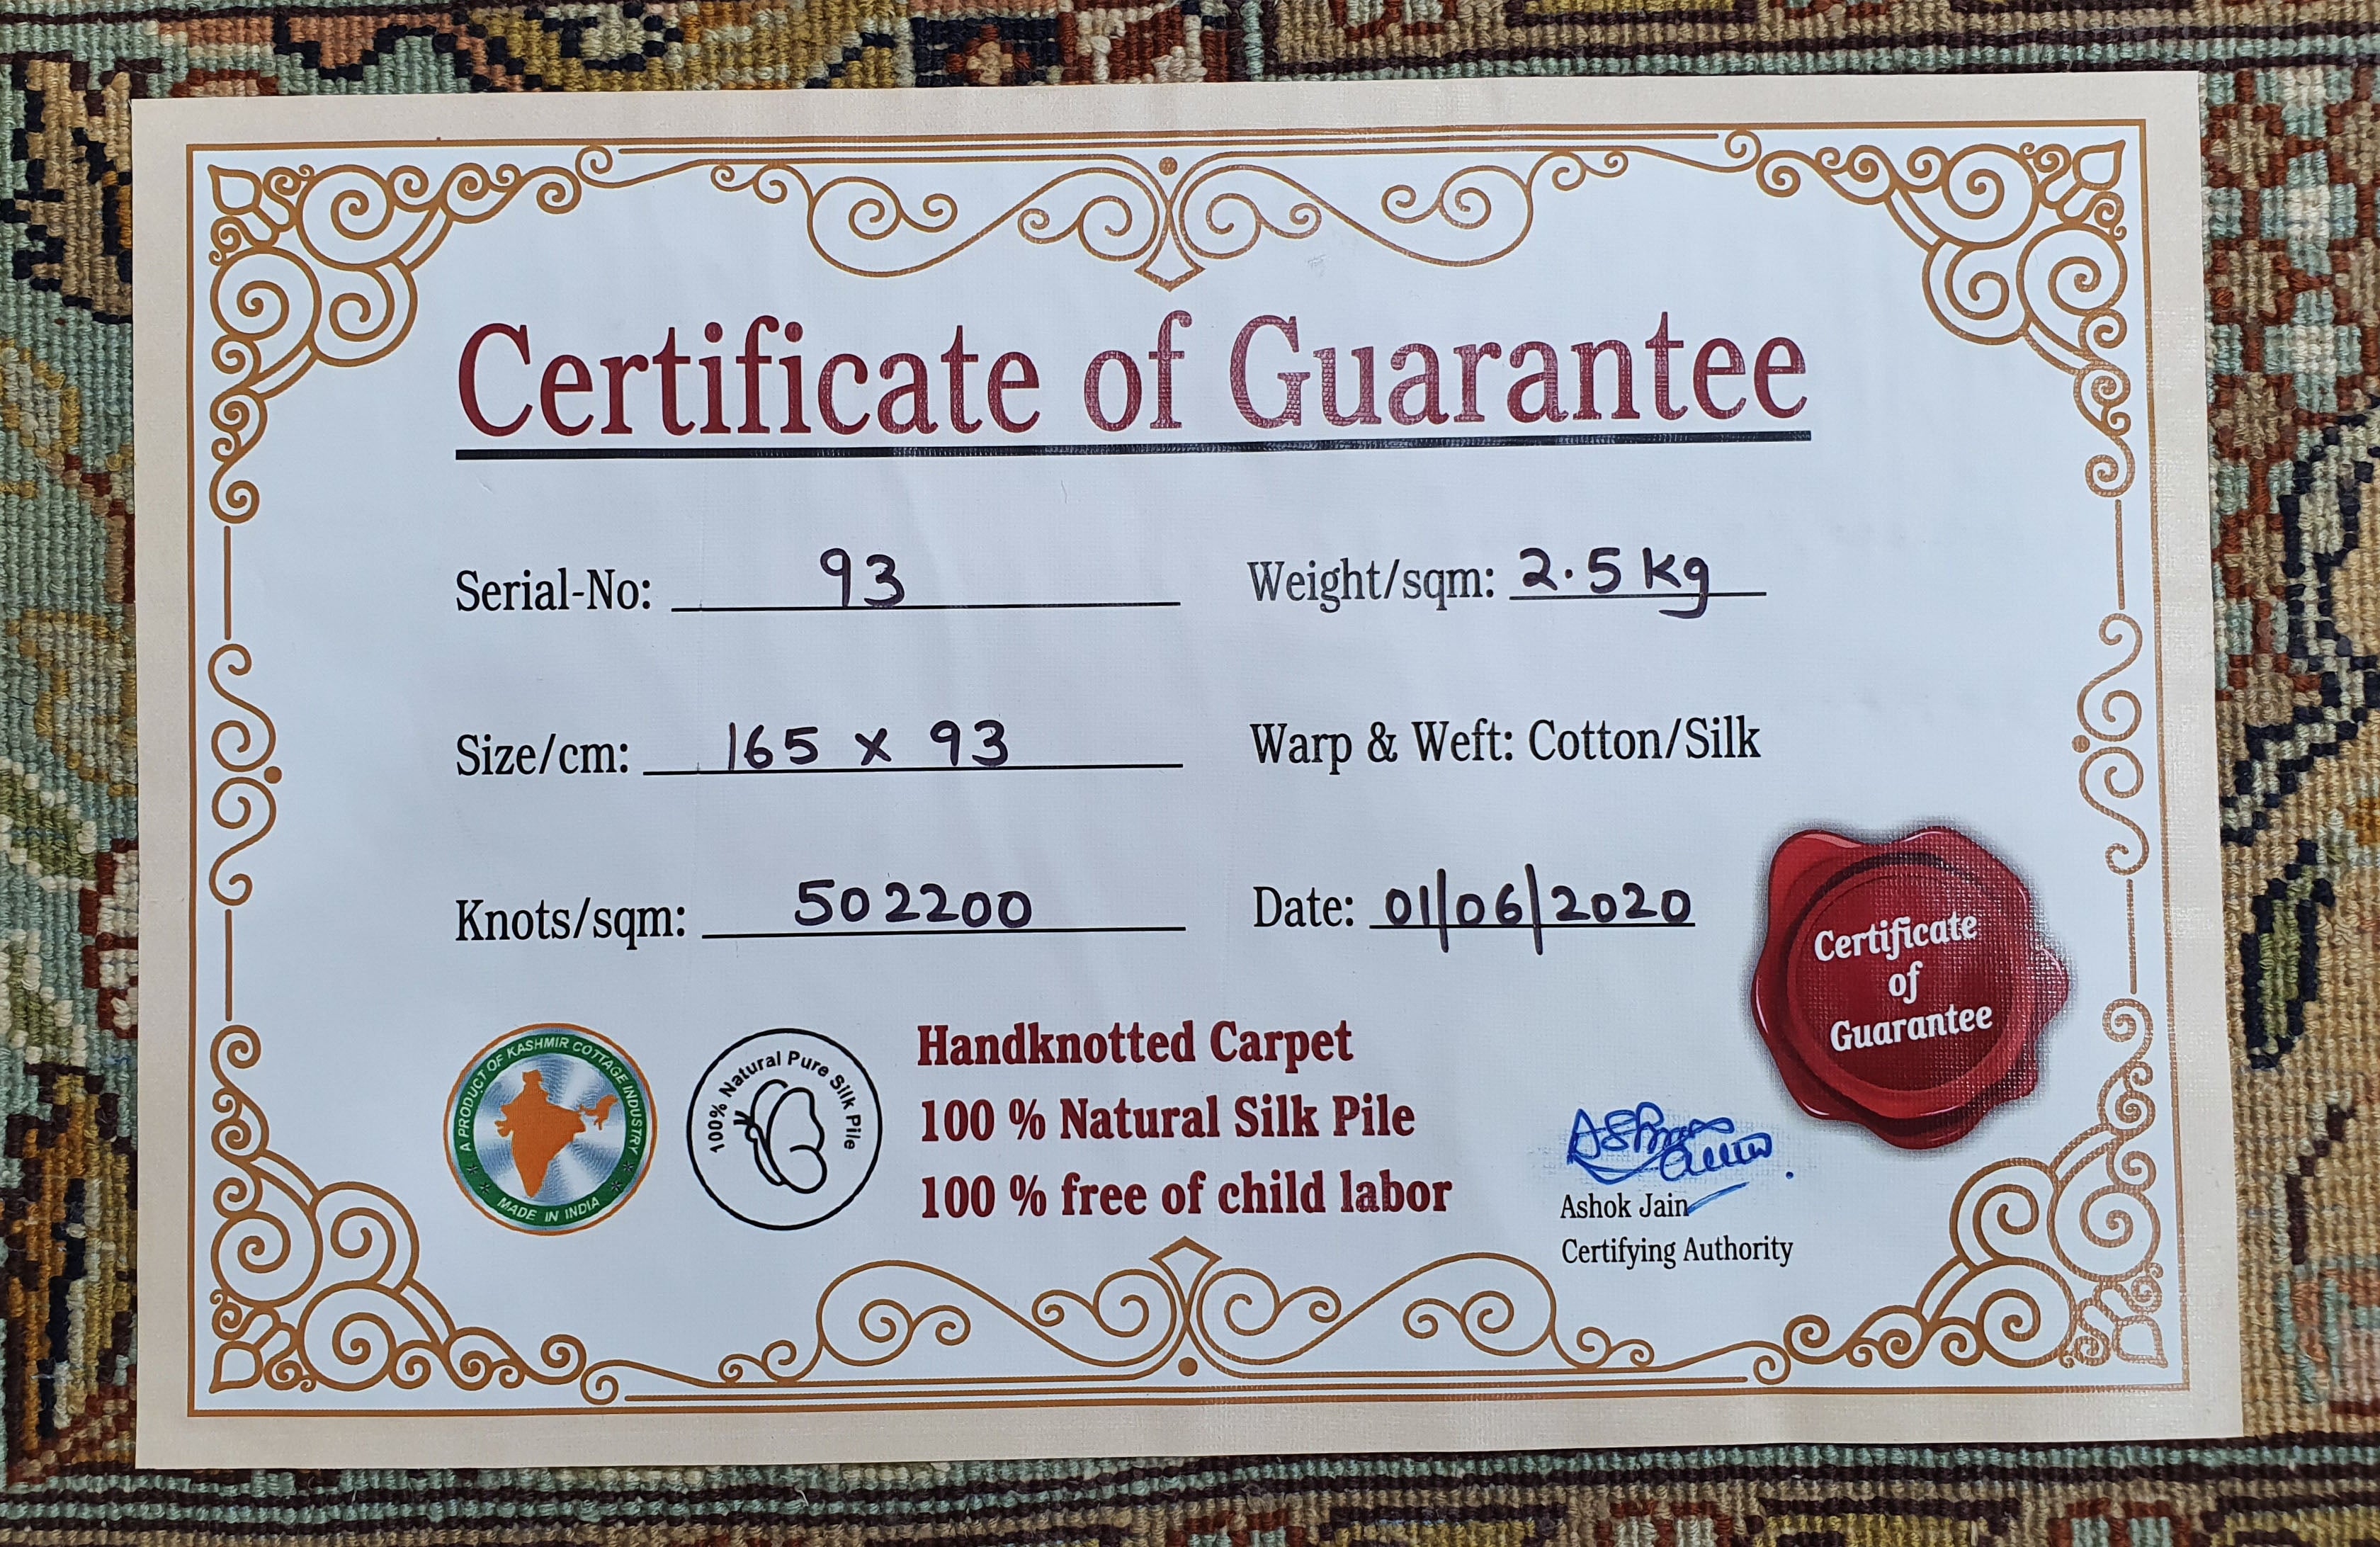 Certificate of Guarantee
Serial-No: 93
Weight/sqm: 2.5 kg
Size/cm: 165 x 93
Warp & Weft: Cotton/Silk
Knots/sqm: 502200
Date: 01/06/2020
Certificate
of
Guarantee
A PRODUCT OF KASHMIR COTTAGE INDUSTRY
MADE IN INDIA
100% Natural Pure Silk Pile
Handknotted Carpet
100 % Natural Silk Pile
100 % free of child labor
Ashok Jain
Certifying Authority